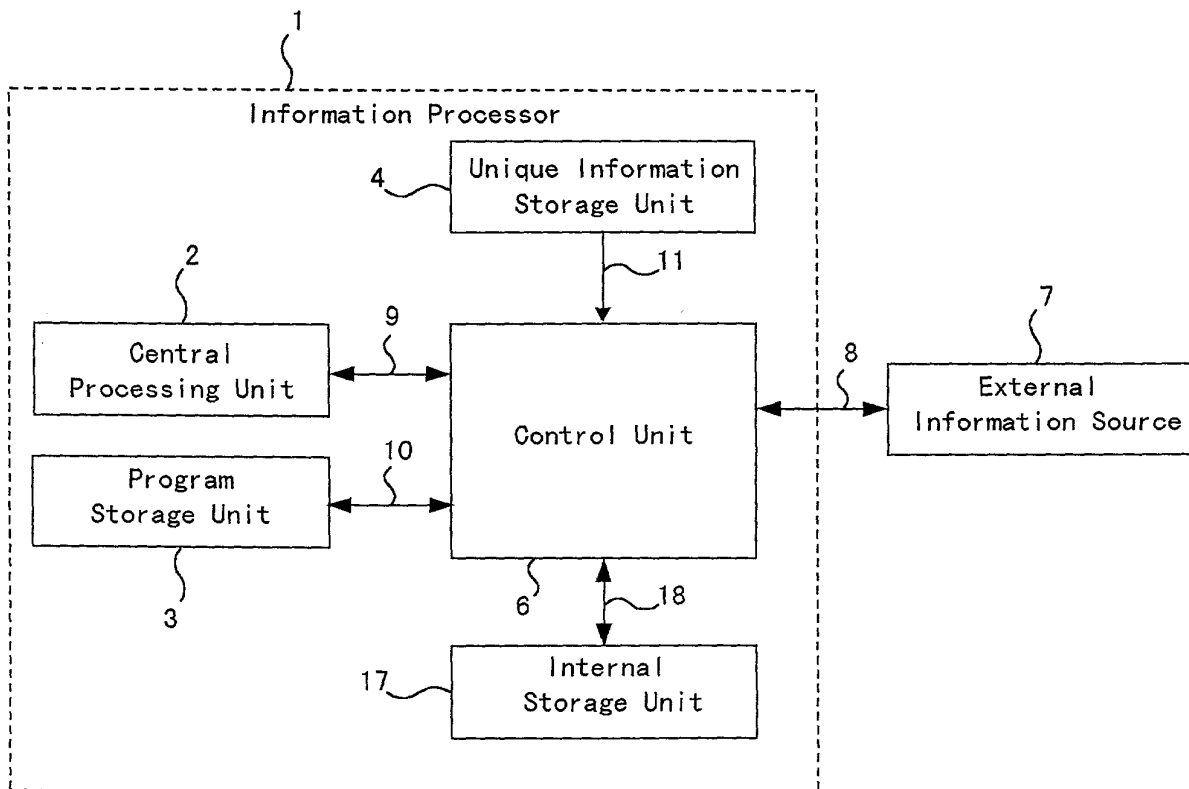 1
Information Processor
4
Unique Information
Storage Unit
11
2
9
7
Central
Processing Unit
8
External
Information Source
Control Unit
10
Program
Storage Unit
3
6
18
17
Internal
Storage Unit